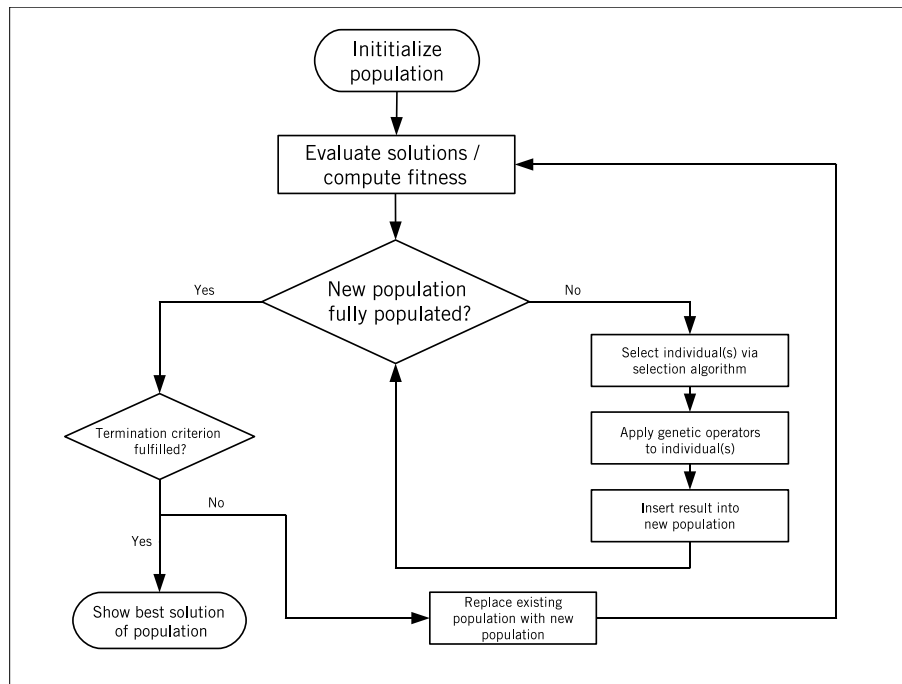 Inititialize
population
Evaluate solutions /
compute fitness
New population
fully populated?
Yes
No
Select individual(s) via
selection algorithm
Apply genetic operators
to individual(s)
Insert result into
new population
Termination criterion
fulfilled?
No
Yes
Show best solution
of population
Replace existing
population with new
population